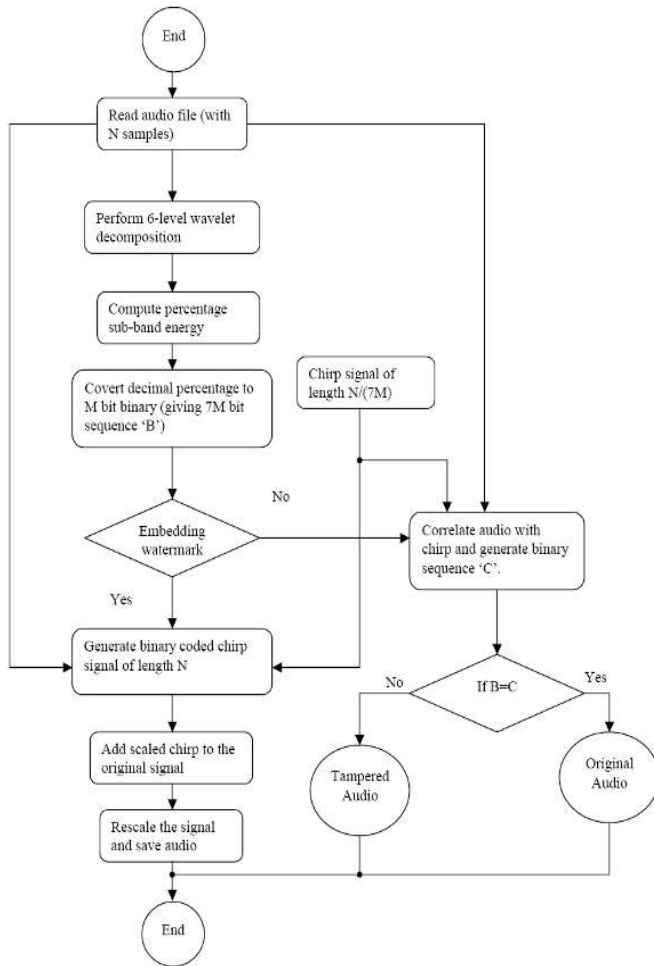 End
Read audio file (with
N samples)
Perform 6-level wavelet
decomposition
Compute percentage
sub-band energy
Covert decimal percentage to
M bit binary (giving 7M bit
sequence ‘B’)
Chirp signal of
length N/(7M)
No
Embedding
watermark
Correlate audio with
chirp and generate binary
sequence ‘C’.
Yes
Generate binary coded chirp
signal of length N
No
If B=C
Yes
Add scaled chirp to the
original signal
Tampered
Audio
Original
Audio
Rescale the signal
and save audio
End